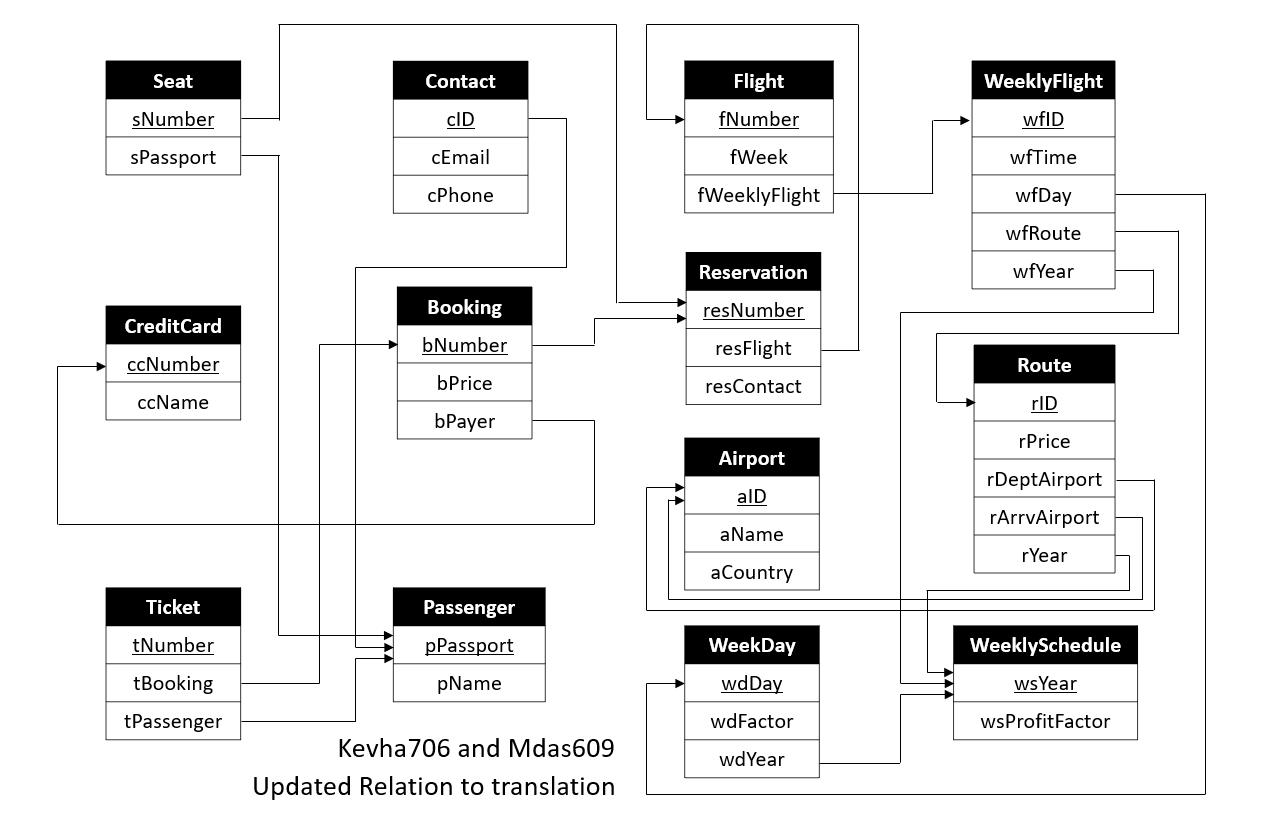 Seat
sNumber
sPassport
Contact
cID
cEmail
cPhone
Flight
fNumber
fWeek
fWeeklyFlight
WeeklyFlight
wfID
wfTime
wfDay
wfRoute
wfYear
Reservation
resNumber
resFlight
resContact
CreditCard
ccNumber
ccName
Booking
bNumber
bPrice
bPayer
Route
rID
rPrice
rDeptAirport
rArrvAirport
rYear
Airport
aID
aName
aCountry
Ticket
tNumber
tBooking
tPassenger
Passenger
pPassport
pName
WeekDay
wdDay
wdFactor
wdYear
WeeklySchedule
wsYear
wsProfitFactor
Kevha706 and Mdas609
Updated Relation to translation